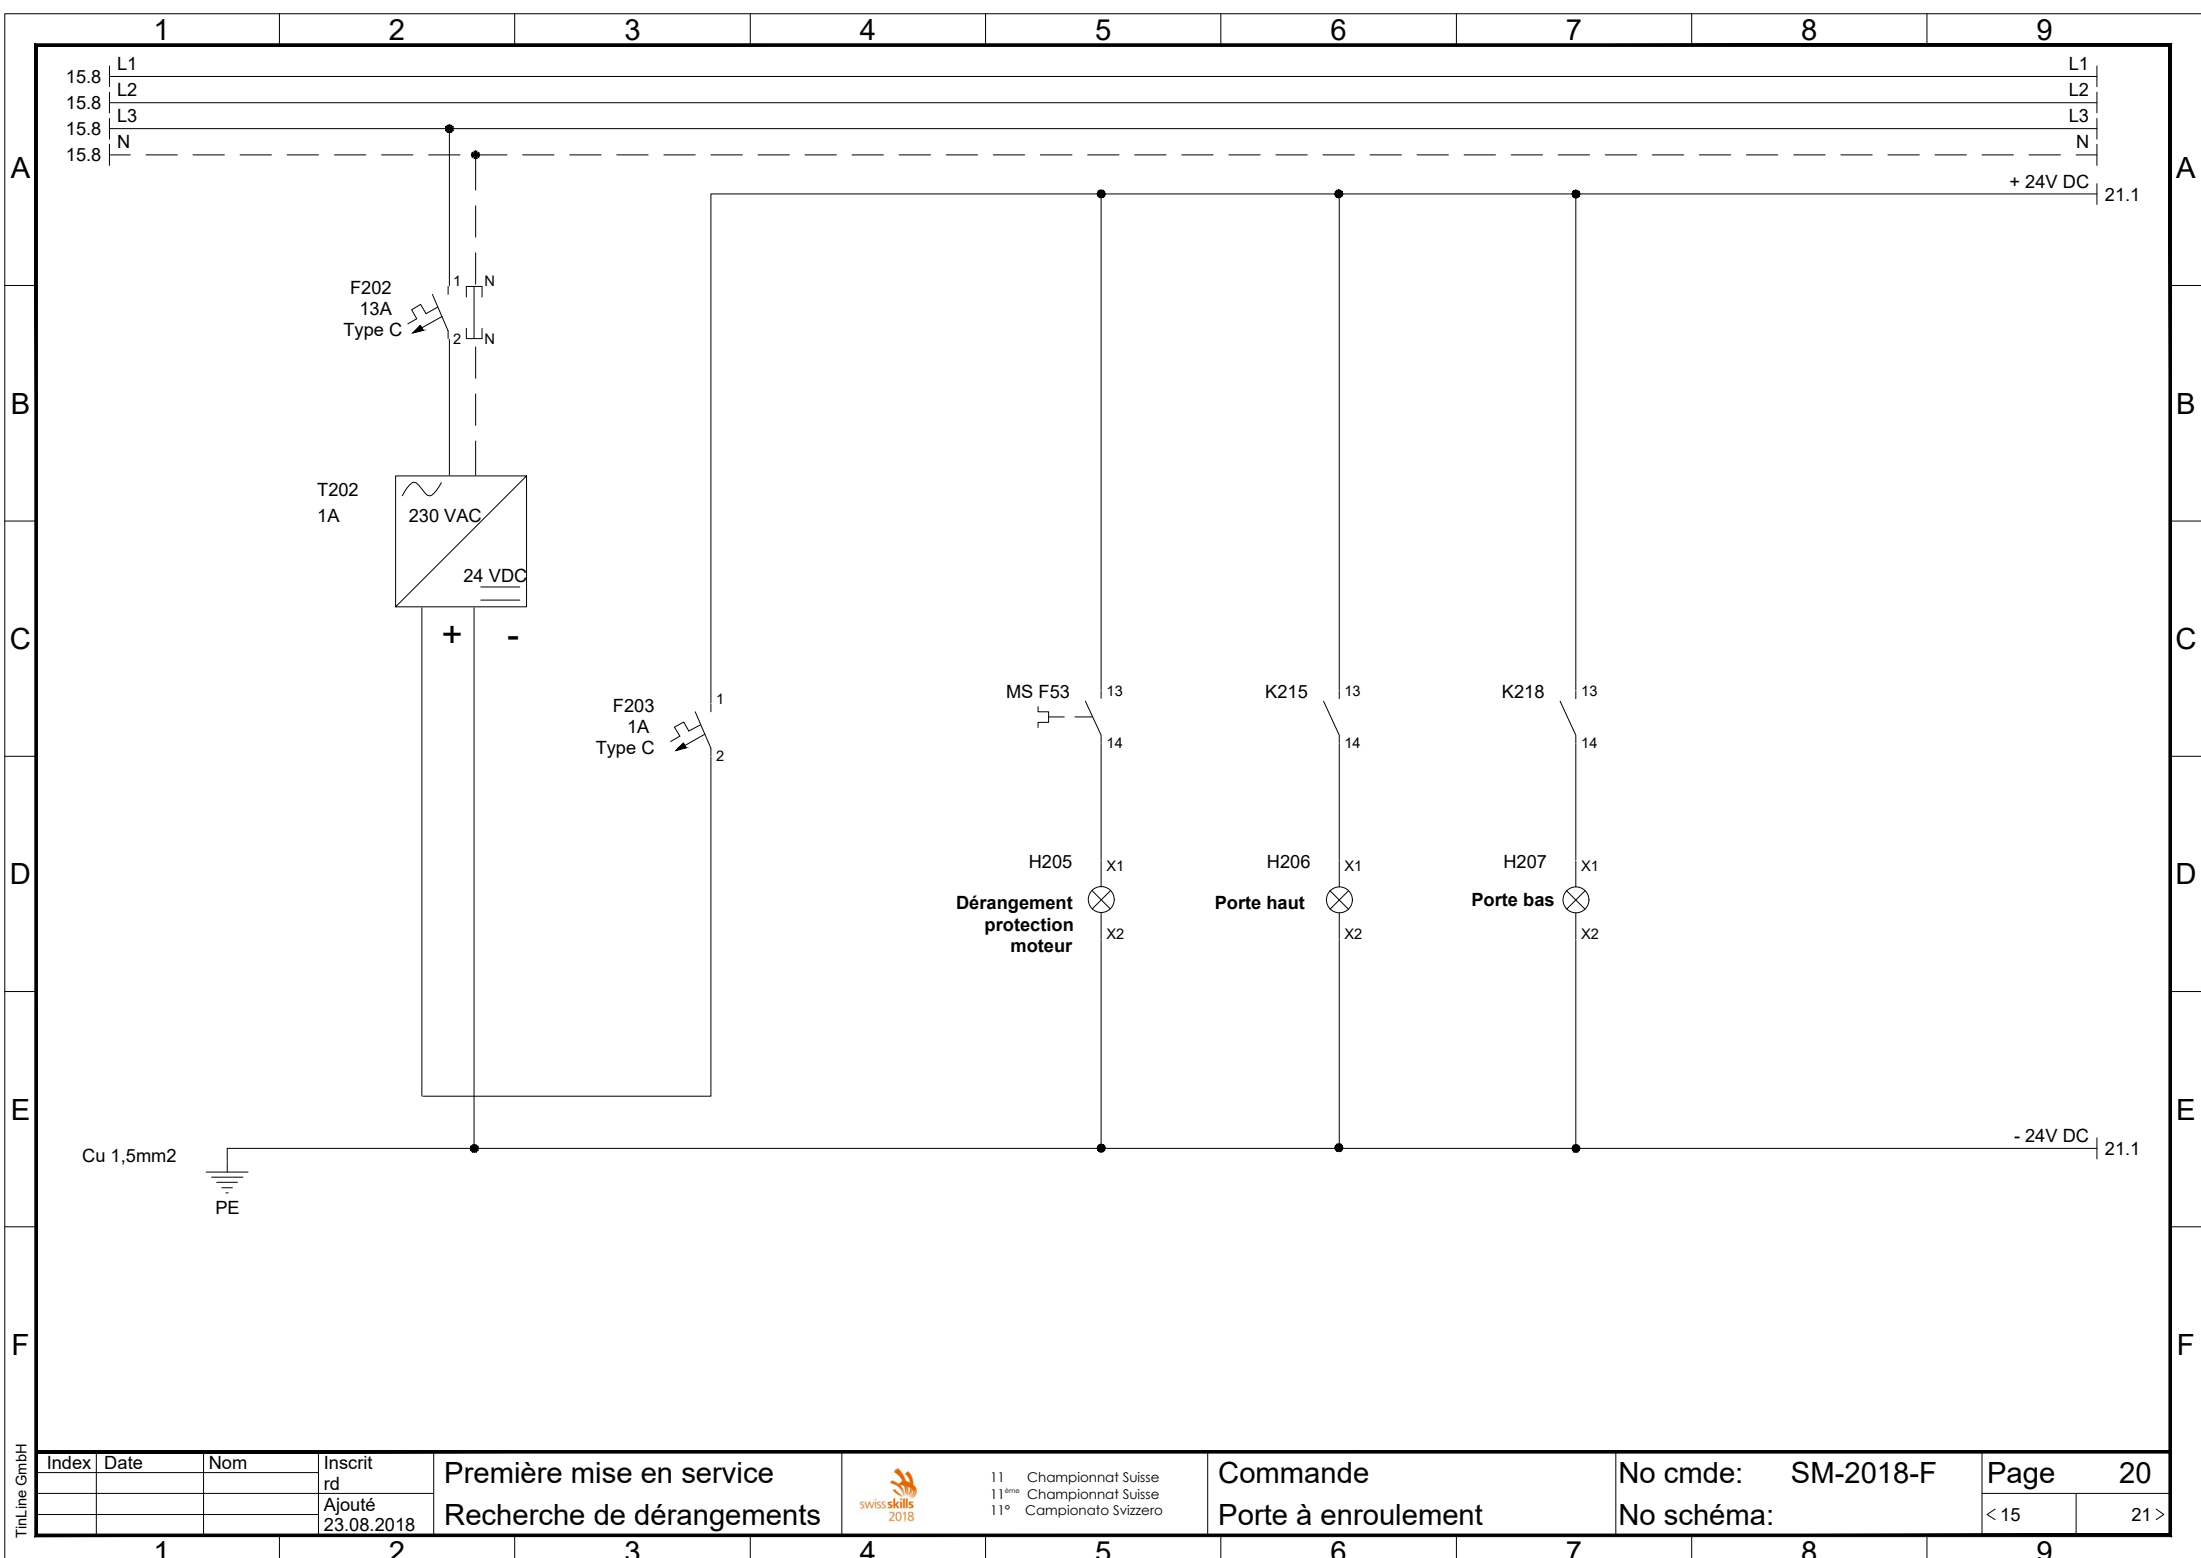 1 2 3 4 5 6 7 8 9
15.8 L1 L1
15.8 L2 L2
15.8 L3 L3
15.8 N N
A A
+ 24V DC 21.1
F202 1 N
13A
Type C 2 N
B B
T202
1A
230 VAC
24 VDC
+ -
C C
F203 1
1A
Type C 2
MS F53 13
14
K215 13
14
K218 13
14
D D
H205 X1
Dérangement
protection
moteur
X2
H206 X1
Porte haut
X2
H207 X1
Porte bas
X2
E E
- 24V DC 21.1
Cu 1,5mm2
PE
F F
TinLine GmbH
Index Date Nom Inscrit
rd
Ajouté
23.08.2018
Première mise en service
Recherche de dérangements
swissskills
2018
11 Championnat Suisse
11ème Championnat Suisse
11° Campionato Svizzero
Commande
Porte à enroulement
No cmde: SM-2018-F
No schéma:
Page 20
< 15 21 >
1 2 3 4 5 6 7 8 9